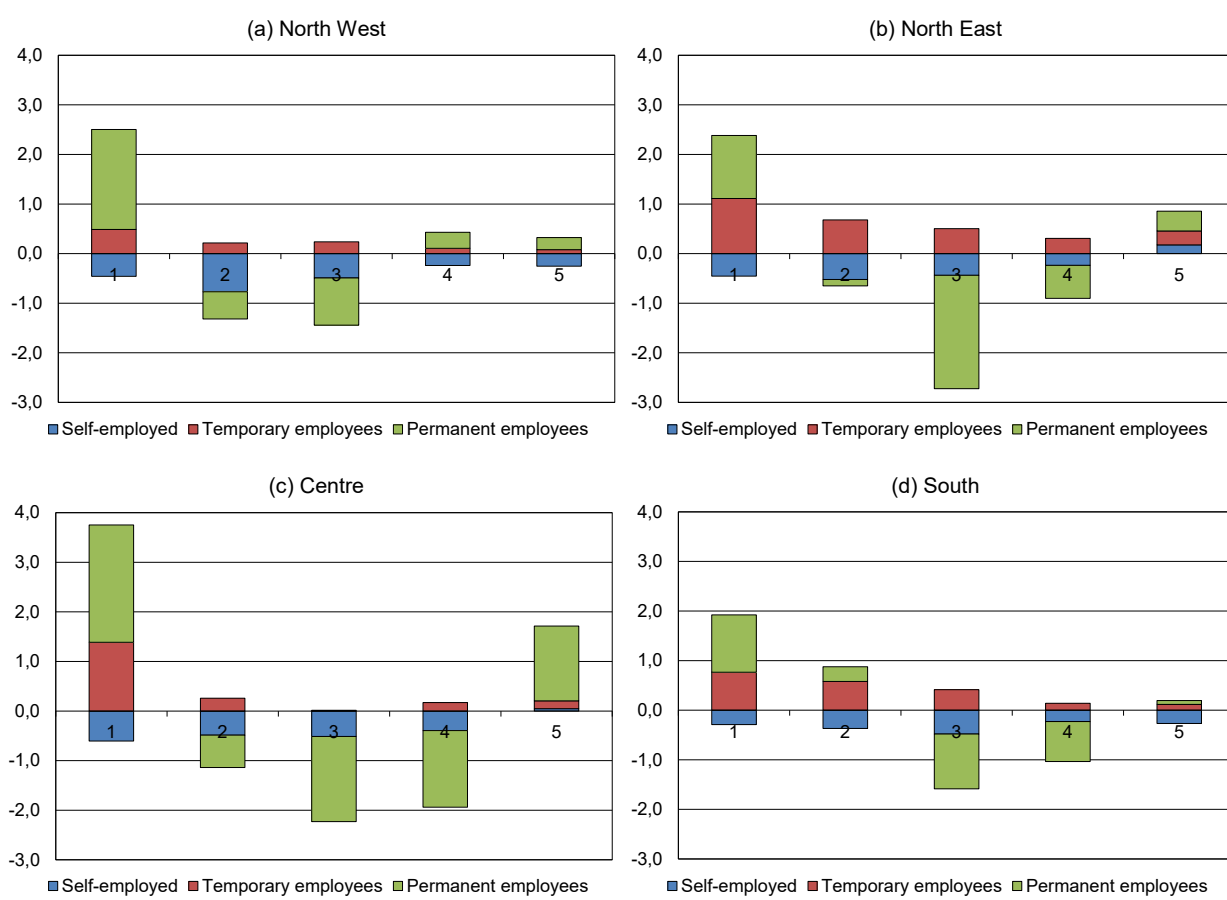 (a) North West
4,0
3,0
2,0
1,0
0,0
-1,0
-2,0
-3,0
1 2 3 4 5
Self-employed Temporary employees Permanent employees
(b) North East
4,0
3,0
2,0
1,0
0,0
-1,0
-2,0
-3,0
1 2 3 4 5
Self-employed Temporary employees Permanent employees
(c) Centre
4,0
3,0
2,0
1,0
0,0
-1,0
-2,0
-3,0
1 2 3 4 5
Self-employed Temporary employees Permanent employees
(d) South
4,0
3,0
2,0
1,0
0,0
-1,0
-2,0
-3,0
1 2 3 4 5
Self-employed Temporary employees Permanent employees